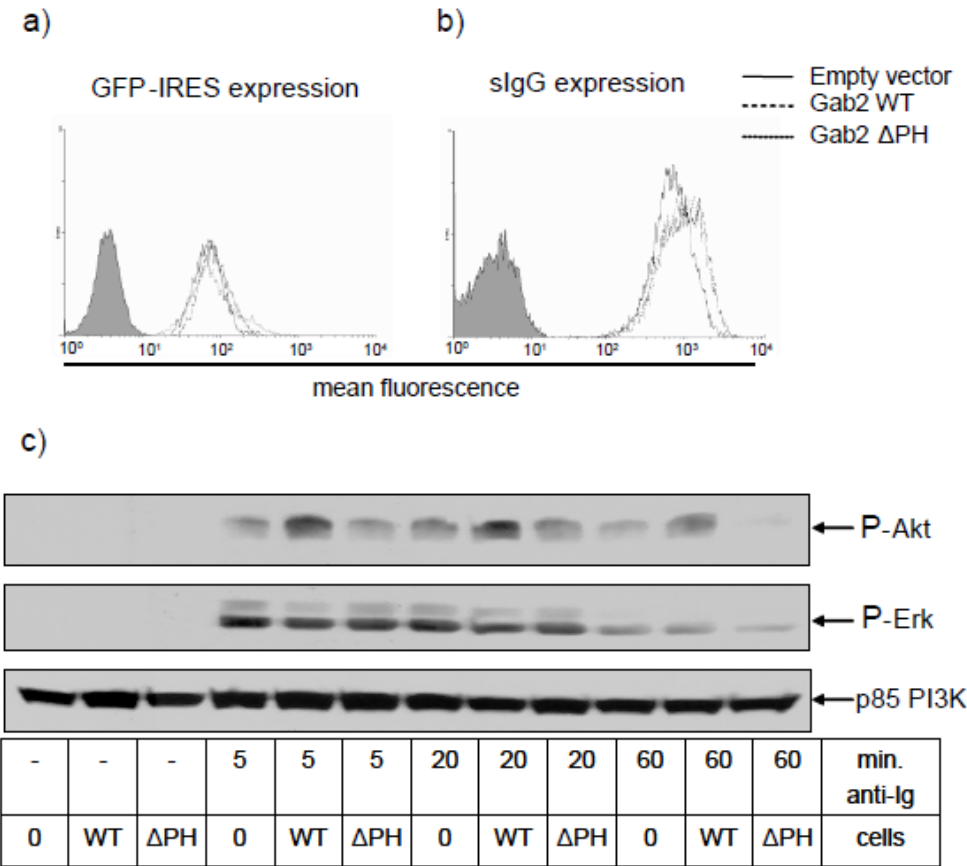 a)
b)
GFP-IRES expression
sIgG expression
Empty vector
Gab2 WT
Gab2 ΔPH
10⁰ 10¹ 10² 10³ 10⁴
10⁰ 10¹ 10² 10³ 10⁴
mean fluorescence
c)
P-Akt
P-Erk
p85 PI3K
- - - 5 5 5 20 20 20 60 60 60 min.
anti-Ig
0 WT ΔPH 0 WT ΔPH 0 WT ΔPH 0 WT ΔPH cells